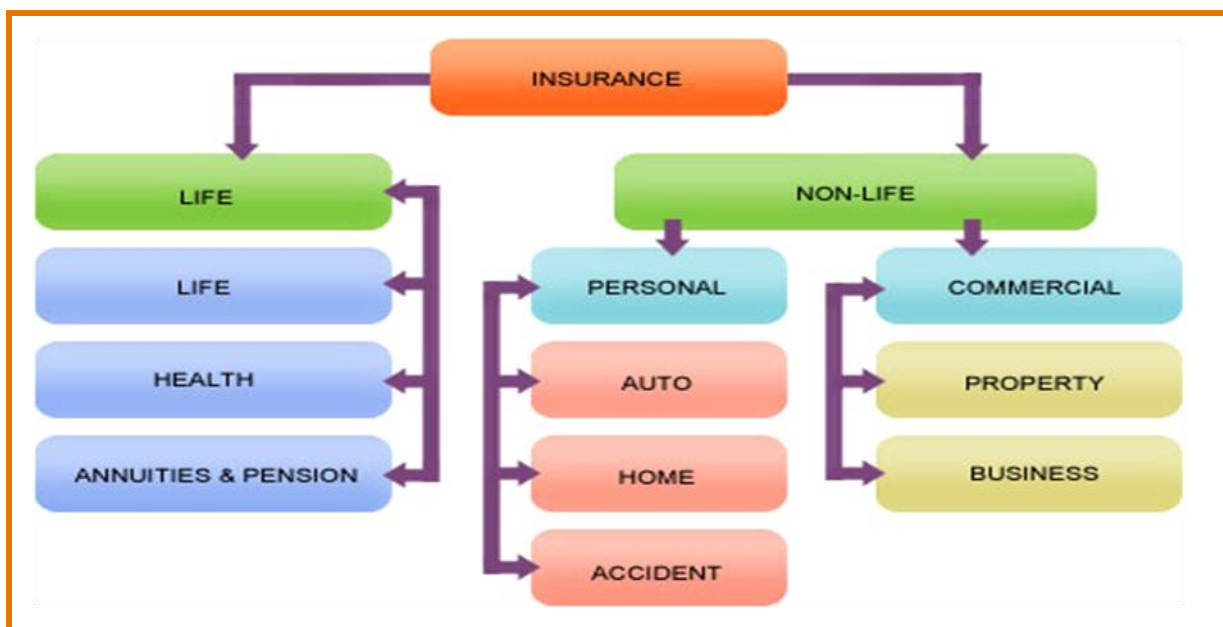 INSURANCE
LIFE
NON-LIFE
LIFE
PERSONAL
COMMERCIAL
HEALTH
AUTO
PROPERTY
ANNUITIES & PENSION
HOME
BUSINESS
ACCIDENT